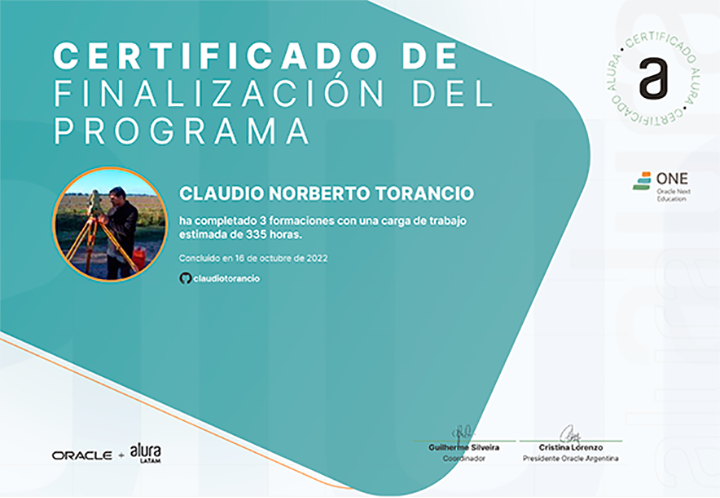 CERTIFICADO DE
FINALIZACIÓN DEL
PROGRAMA
CERTIFICADO ALURA • CERTIFICADO ALURA •
a
ONE
Oracle Next
Education
CLAUDIO NORBERTO TORANCIO
ha completado 3 formaciones con una carga de trabajo
estimada de 335 horas.
Concluído en 16 de octubre de 2022
claudiotorancio
ORACLE + alura
LATAM
Guilherme Silveira
Coordinador
Cristina Lorenzo
Presidente Oracle Argentina